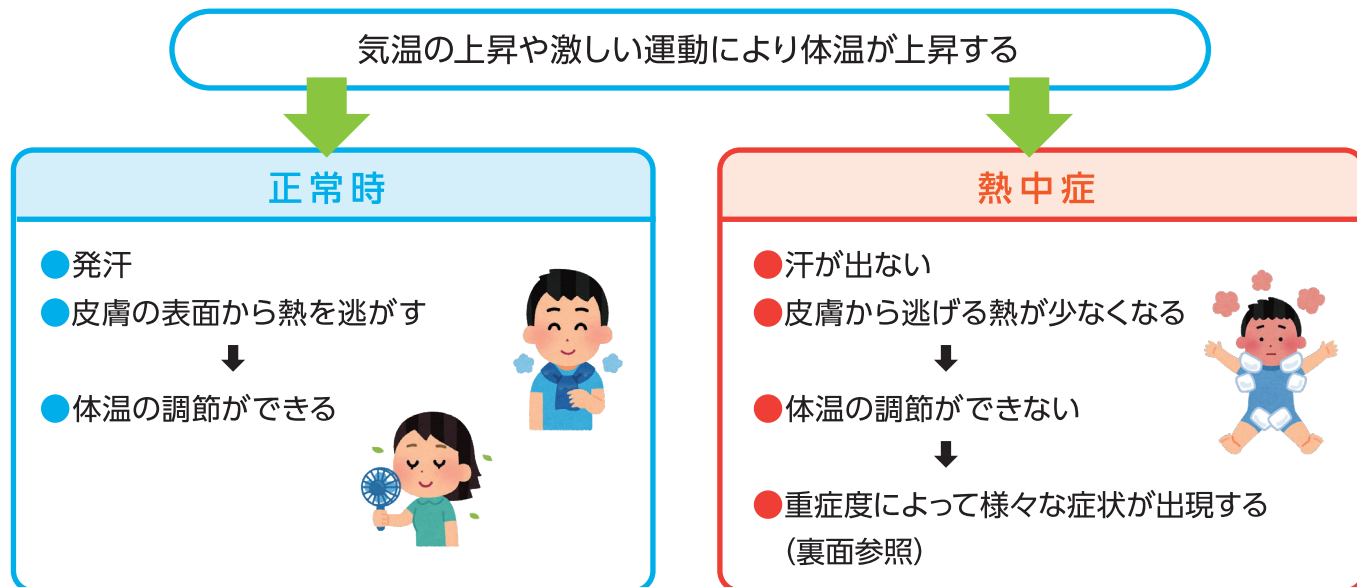 気温の上昇や激しい運動により体温が上昇する
正常時
●発汗
●皮膚の表面から熱を逃がす
⬇
●体温の調節ができる
熱中症
●汗が出ない
●皮膚から逃げる熱が少なくなる
⬇
●体温の調節ができない
⬇
●重症度によって様々な症状が出現する
（裏面参照）